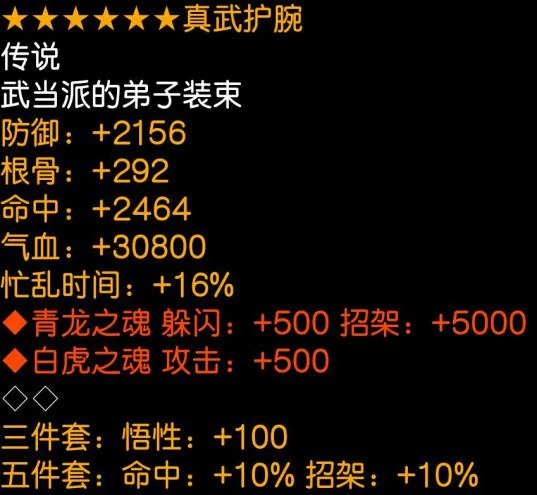 ★★★★★★真武护腕
传说
武当派的弟子装束
防御：+2156
根骨：+292
命中：+2464
气血：+30800
忙乱时间：+16%
◆青龙之魂 躲闪：+500 招架：+5000
◆白虎之魂 攻击：+500
◇◇
三件套：悟性：+100
五件套：命中：+10% 招架：+10%